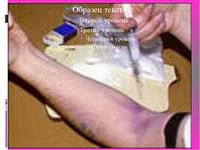 Образец текста
Второй уровень
Третий уровень
Четвертый уровень
Пятый уровень